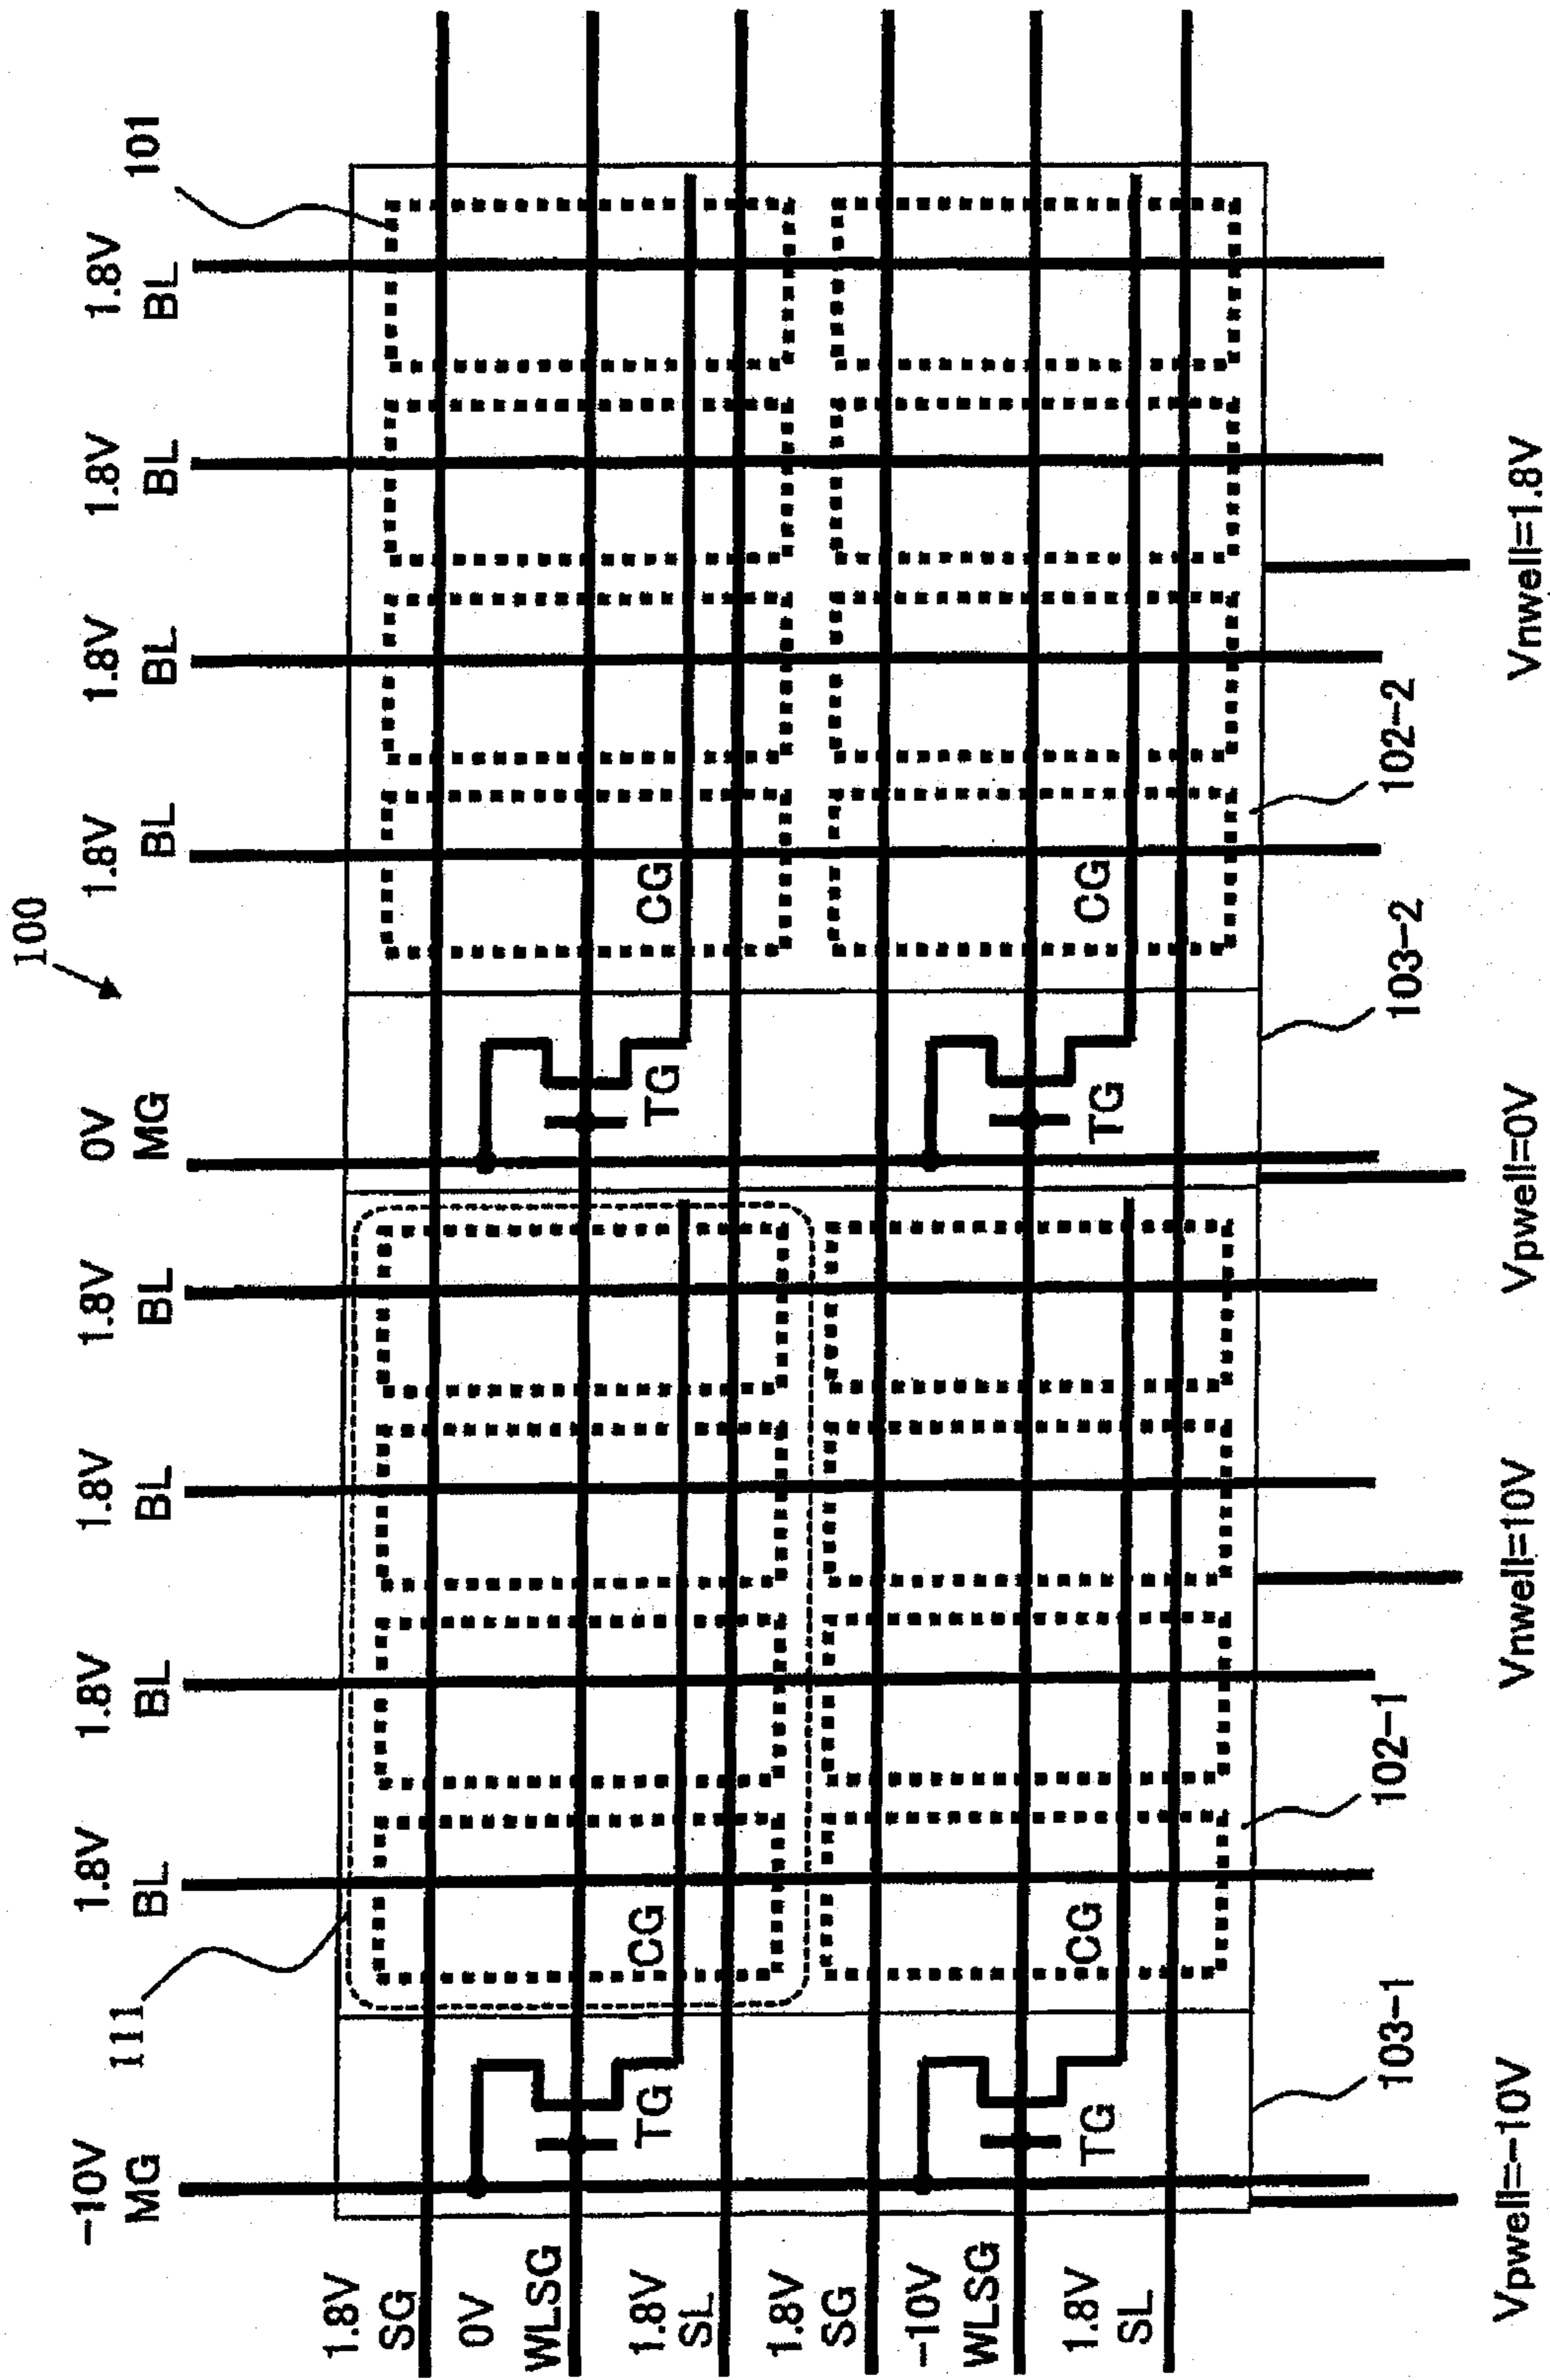 100
-10V
MG
111
1.8V
BL
1.8V
BL
1.8V
BL
1.8V
BL
0V
MG
1.8V
BL
1.8V
BL
1.8V
BL
1.8V
BL
101
1.8V
SG
0V
WLSG
1.8V
SL
1.8V
SG
-10V
WLSG
1.8V
SL
TG
CG
TG
CG
TG
CG
TG
CG
103-1
102-1
103-2
102-2
Vpwell=-10V
Vnwell=10V
Vpwell=0V
Vnwell=1.8V